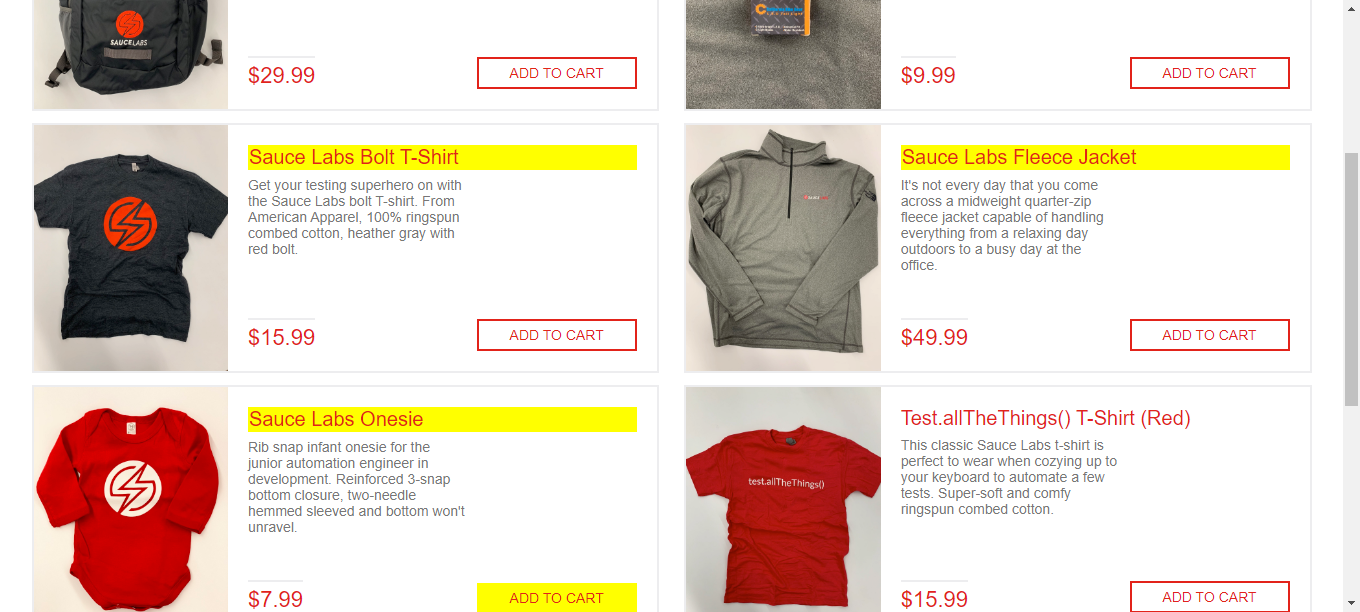 SAUCELABS
$29.99
ADD TO CART
$9.99
ADD TO CART
Sauce Labs Bolt T-Shirt
Get your testing superhero on with
the Sauce Labs bolt T-shirt. From
American Apparel, 100% ringspun
combed cotton, heather gray with
red bolt.
$15.99
ADD TO CART
Sauce Labs Fleece Jacket
It's not every day that you come
across a midweight quarter-zip
fleece jacket capable of handling
everything from a relaxing day
outdoors to a busy day at the
office.
$49.99
ADD TO CART
Sauce Labs Onesie
Rib snap infant onesie for the
junior automation engineer in
development. Reinforced 3-snap
bottom closure, two-needle
hemmed sleeved and bottom won't
unravel.
$7.99
ADD TO CART
Test.allTheThings() T-Shirt (Red)
This classic Sauce Labs t-shirt is
perfect to wear when cozying up to
your keyboard to automate a few
tests. Super-soft and comfy
ringspun combed cotton.
test.allTheThings()
$15.99
ADD TO CART